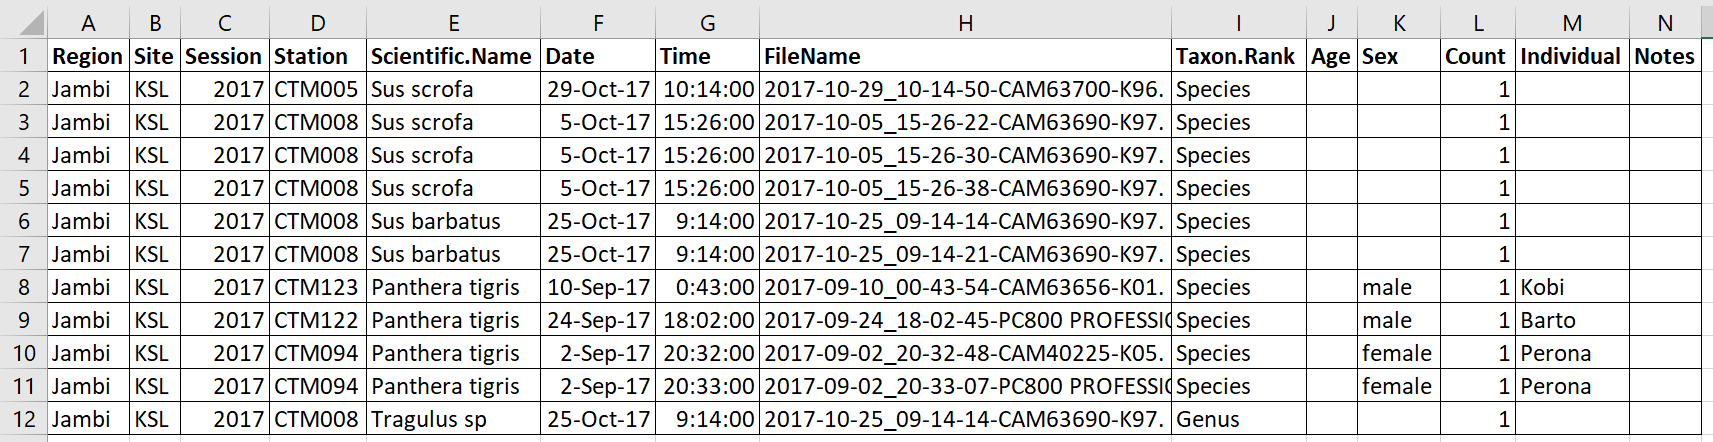 A B C D E F G H I J K L M N
1 Region Site Session Station Scientific.Name Date Time FileName Taxon.Rank Age Sex Count Individual Notes
2 Jambi KSL 2017 CTM005 Sus scrofa 29-Oct-17 10:14:00 2017-10-29_10-14-50-CAM63700-K96. Species 1
3 Jambi KSL 2017 CTM008 Sus scrofa 5-Oct-17 15:26:00 2017-10-05_15-26-22-CAM63690-K97. Species 1
4 Jambi KSL 2017 CTM008 Sus scrofa 5-Oct-17 15:26:00 2017-10-05_15-26-30-CAM63690-K97. Species 1
5 Jambi KSL 2017 CTM008 Sus scrofa 5-Oct-17 15:26:00 2017-10-05_15-26-38-CAM63690-K97. Species 1
6 Jambi KSL 2017 CTM008 Sus barbatus 25-Oct-17 9:14:00 2017-10-25_09-14-14-CAM63690-K97. Species 1
7 Jambi KSL 2017 CTM008 Sus barbatus 25-Oct-17 9:14:00 2017-10-25_09-14-21-CAM63690-K97. Species 1
8 Jambi KSL 2017 CTM123 Panthera tigris 10-Sep-17 0:43:00 2017-09-10_00-43-54-CAM63656-K01. Species male 1 Kobi
9 Jambi KSL 2017 CTM122 Panthera tigris 24-Sep-17 18:02:00 2017-09-24_18-02-45-PC800 PROFESSIO Species male 1 Barto
10 Jambi KSL 2017 CTM094 Panthera tigris 2-Sep-17 20:32:00 2017-09-02_20-32-48-CAM40225-K05. Species female 1 Perona
11 Jambi KSL 2017 CTM094 Panthera tigris 2-Sep-17 20:33:00 2017-09-02_20-33-07-PC800 PROFESSIO Species female 1 Perona
12 Jambi KSL 2017 CTM008 Tragulus sp 25-Oct-17 9:14:00 2017-10-25_09-14-14-CAM63690-K97. Genus 1